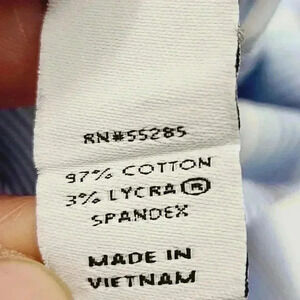 RN#55285
97% COTTON
3% LYCRA®
SPANDEX
MADE IN
VIETNAM